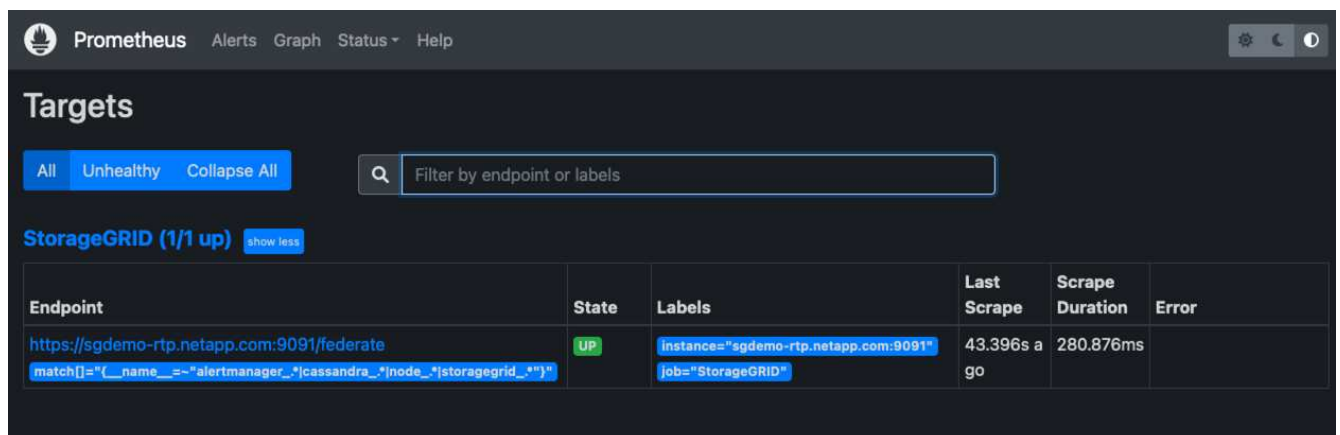 Prometheus Alerts Graph Status Help
Targets
All Unhealthy Collapse All Filter by endpoint or labels
StorageGRID (1/1 up) show less
Endpoint State Labels Last Scrape Scrape Duration Error
https://sgdemo-rtp.netapp.com:9091/federate UP instance="sgdemo-rtp.netapp.com:9091" 43.396s a 280.876ms
match[]="{__name__=~"alertmanager_.*|cassandra_.*|node_.*|storagegrid_.*"}" job="StorageGRID" go